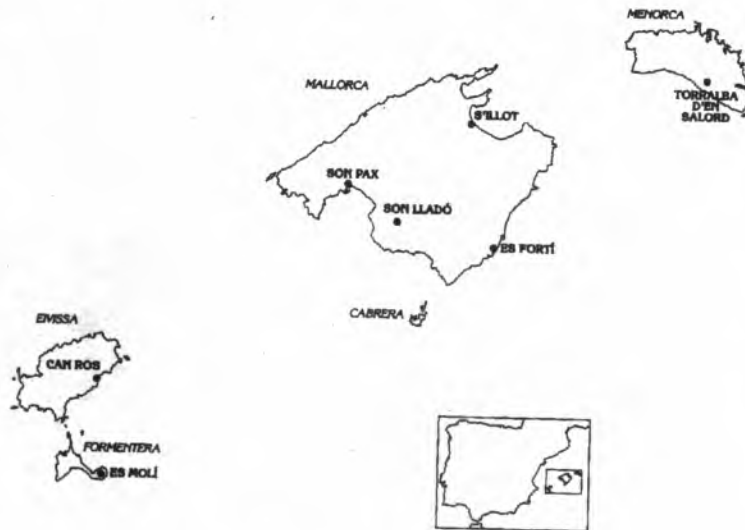 MENORCA
TORRALBA
D'EN
SALORD
MALLORCA
S'ILLOT
SON PAX
SON LLADÓ
ES FORTÍ
CABRERA
EIVISSA
CAN ROS
FORMENTERA
ES MOLÍ